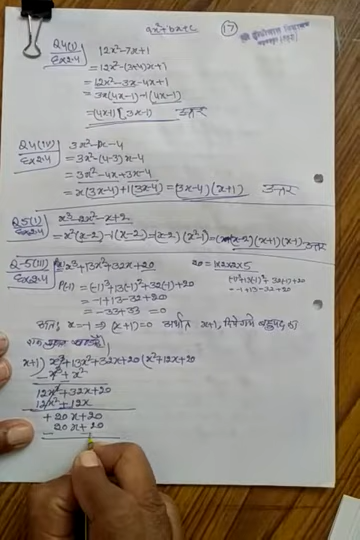 ax²+bx+c
17
Q4(i) 12x²-7x+1
Ex2.4 =12x²-(3+4)x+1
=12x²-3x-4x+1
=3x(4x-1)-1(4x-1)
=(4x-1)(3x-1) उत्तर
Q4(iv) 3x²-x-4
Ex2.4 =3x²-(4-3)x-4
=3x²-4x+3x-4
=x(3x-4)+1(3x-4)=(3x-4)(x+1) उत्तर
Q5(i) x³-2x²-x+2
Ex2.4 =x²(x-2)-1(x-2)=(x-2)(x²-1)=(x-2)(x+1)(x-1) उत्तर
Q-5(iii) x³+13x²+32x+20 20=1x2x2x5
Ex2.4 P(-1) =(-1)³+13(-1)²+32(-1)+20
=-1+13-32+20
=-33+33=0
अतः x=-1 ⇒ (x+1)=0 अर्थात x+1, दिये गये बहुपद का
एक
x+1) x³+13x²+32x+20 (x²+12x+20
x³+x²
12x²+32x+20
12x²+12x
+20x+20
20x+20